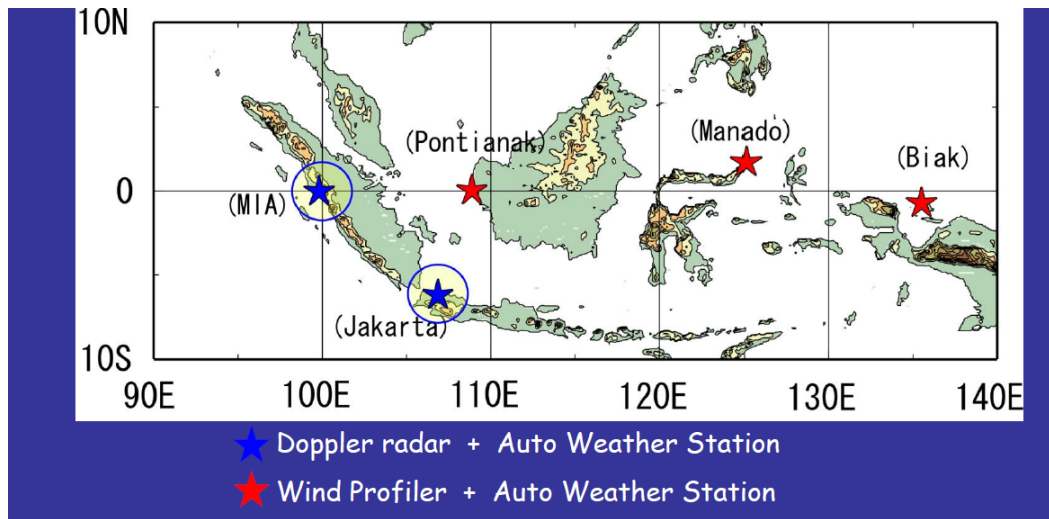 10N
(Pontianak)
(Manado)
(Biak)
0
(MIA)
(Jakarta)
10S
90E 100E 110E 120E 130E 140E
Doppler radar + Auto Weather Station
Wind Profiler + Auto Weather Station